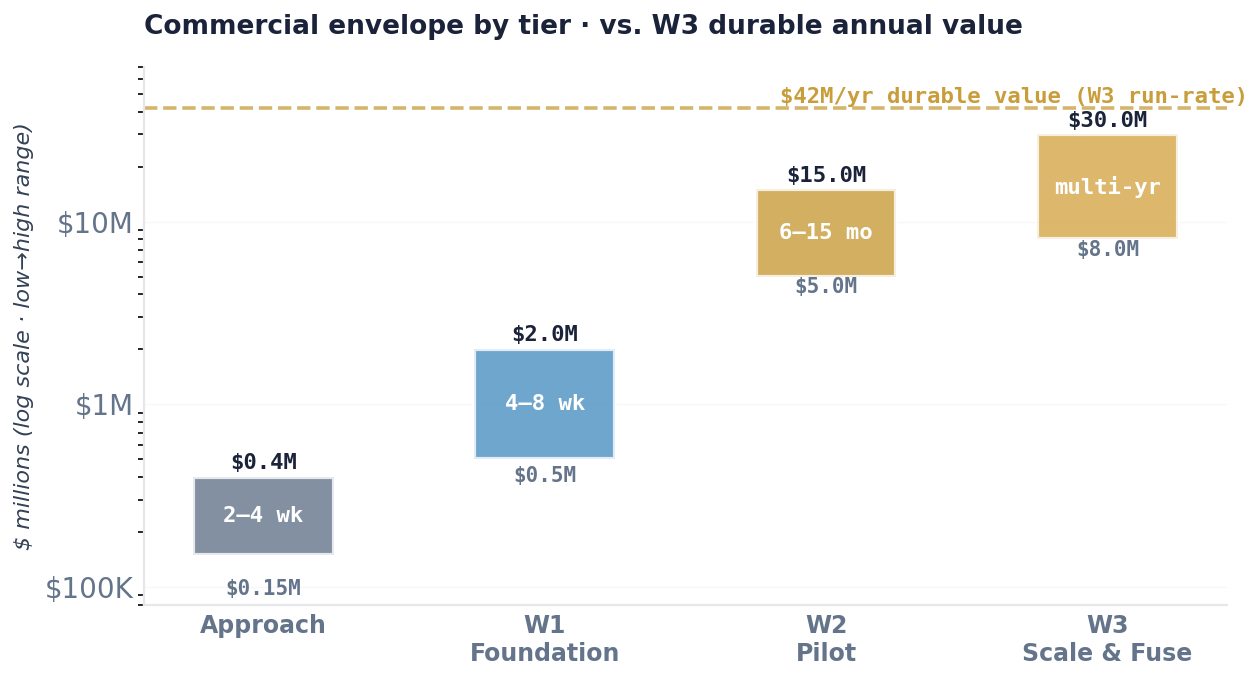 Commercial envelope by tier · vs. W3 durable annual value
$42M/yr durable value (W3 run-rate)
$30.0M
multi-yr
$8.0M
$15.0M
6–15 mo
$5.0M
$2.0M
4–8 wk
$0.5M
$0.4M
2–4 wk
$0.15M
$ millions (log scale · low→high range)
$10M
$1M
$100K
Approach
W1
Foundation
W2
Pilot
W3
Scale & Fuse